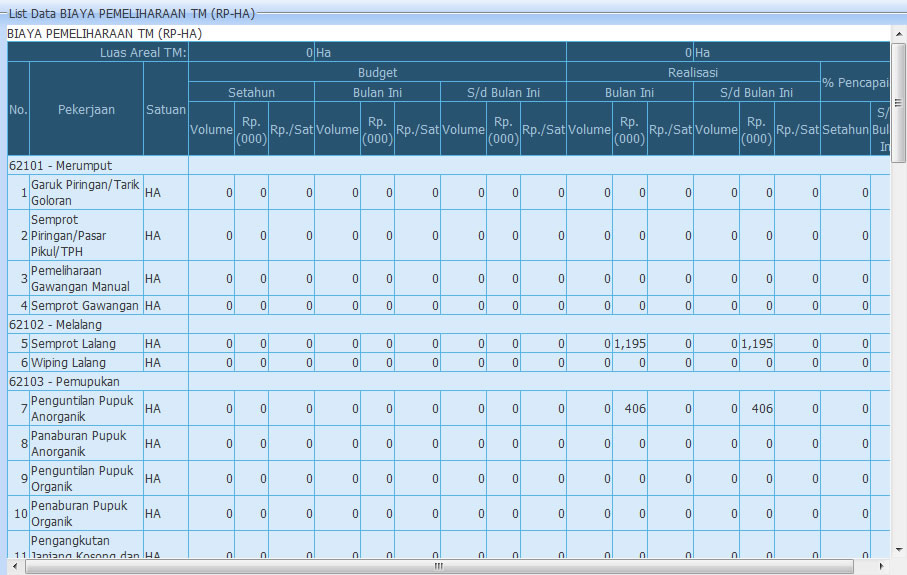 List Data BIAYA PEMELIHARAAN TM (RP-HA)
BIAYA PEMELIHARAAN TM (RP-HA)
Luas Areal TM: 0 Ha 0 Ha
No. Pekerjaan Satuan Budget Realisasi % Pencapai
Setahun Bulan Ini S/d Bulan Ini Bulan Ini S/d Bulan Ini
Volume Rp. (000) Rp./Sat Volume Rp. (000) Rp./Sat Volume Rp. (000) Rp./Sat Volume Rp. (000) Rp./Sat Volume Rp. (000) Rp./Sat Setahun S/ Bul In
62101 - Merumput
1 Garuk Piringan/Tarik Goloran HA 0 0 0 0 0 0 0 0 0 0 0 0 0 0 0 0
2 Semprot Piringan/Pasar Pikul/TPH HA 0 0 0 0 0 0 0 0 0 0 0 0 0 0 0 0
3 Pemeliharaan Gawangan Manual HA 0 0 0 0 0 0 0 0 0 0 0 0 0 0 0 0
4 Semprot Gawangan HA 0 0 0 0 0 0 0 0 0 0 0 0 0 0 0 0
62102 - Melalang
5 Semprot Lalang HA 0 0 0 0 0 0 0 0 0 0 1,195 0 0 1,195 0 0
6 Wiping Lalang HA 0 0 0 0 0 0 0 0 0 0 0 0 0 0 0 0
62103 - Pemupukan
7 Penguntilan Pupuk Anorganik HA 0 0 0 0 0 0 0 0 0 0 406 0 0 406 0 0
8 Panaburan Pupuk Anorganik HA 0 0 0 0 0 0 0 0 0 0 0 0 0 0 0 0
9 Penguntilan Pupuk Organik HA 0 0 0 0 0 0 0 0 0 0 0 0 0 0 0 0
10 Penaburan Pupuk Organik HA 0 0 0 0 0 0 0 0 0 0 0 0 0 0 0 0
11 Pengangkutan Janjang Kosong dan HA 0 0 0 0 0 0 0 0 0 0 0 0 0 0 0 0